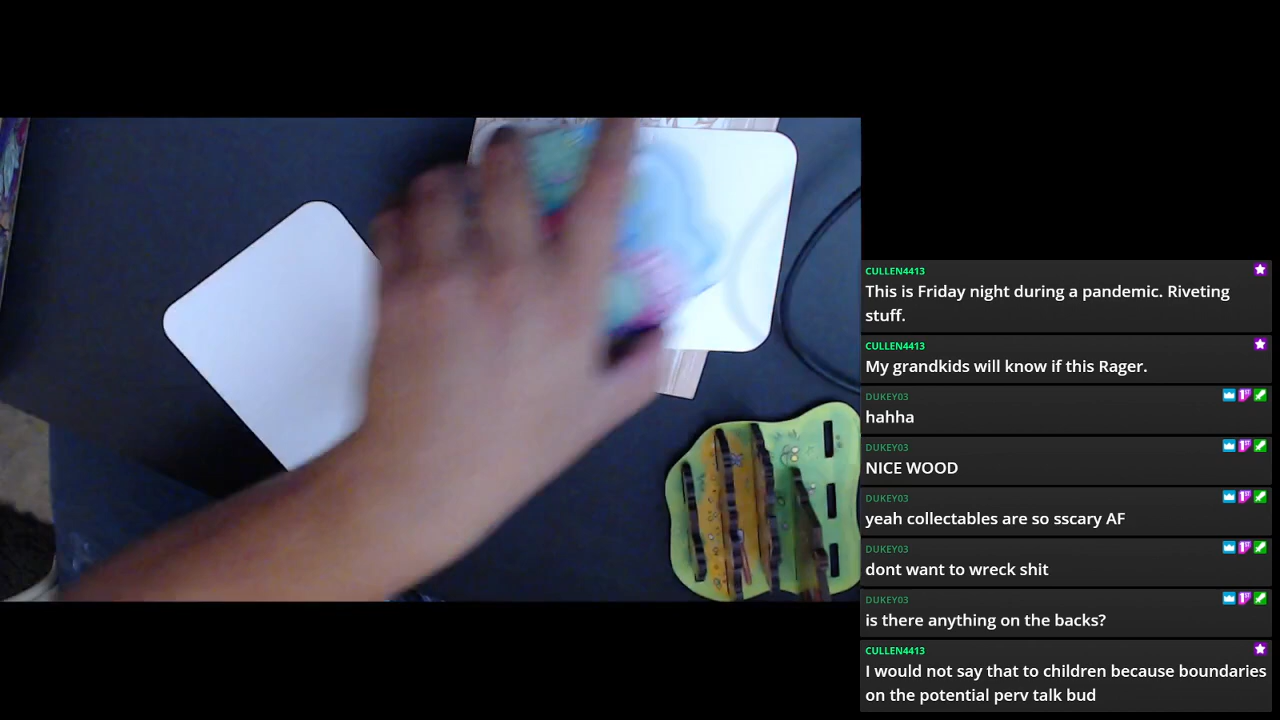 CULLEN4413
This is Friday night during a pandemic. Riveting
stuff.
CULLEN4413
My grandkids will know if this Rager.
DUKEY03
hahha
DUKEY03
NICE WOOD
DUKEY03
yeah collectables are so sscary AF
DUKEY03
dont want to wreck shit
DUKEY03
is there anything on the backs?
CULLEN4413
I would not say that to children because boundaries
on the potential perv talk bud